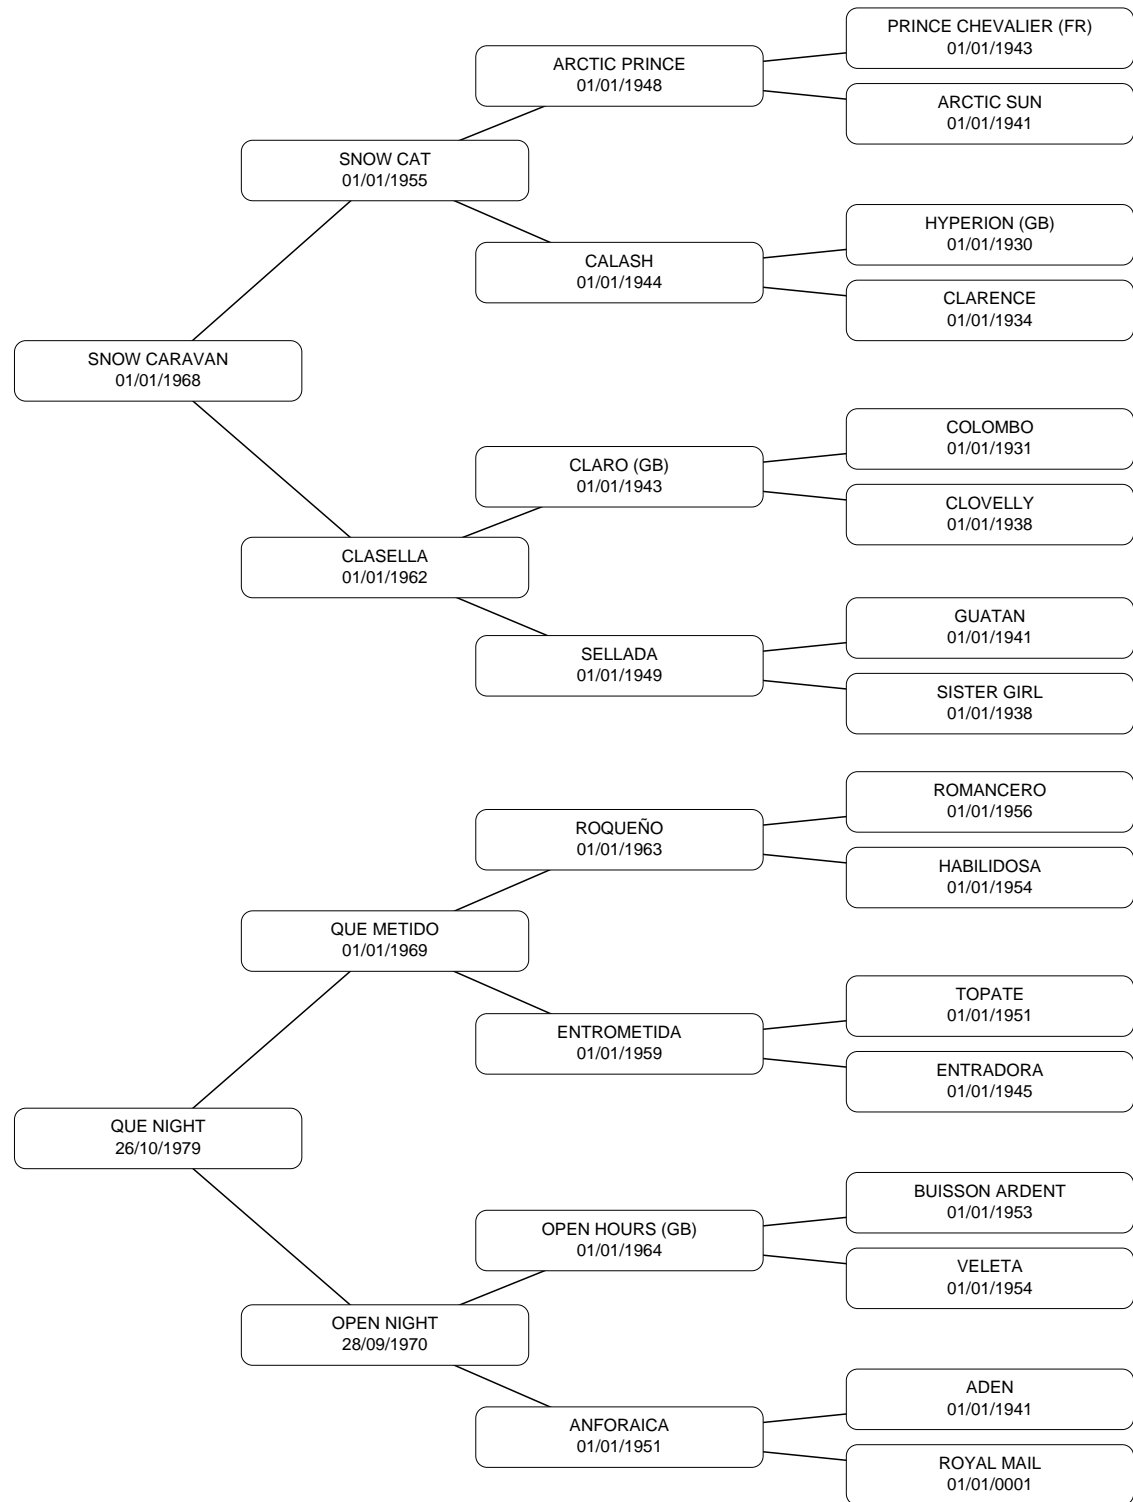 PRINCE CHEVALIER (FR)
01/01/1943
ARCTIC PRINCE
01/01/1948
ARCTIC SUN
01/01/1941
SNOW CAT
01/01/1955
HYPERION (GB)
01/01/1930
CALASH
01/01/1944
CLARENCE
01/01/1934
SNOW CARAVAN
01/01/1968
COLOMBO
01/01/1931
CLARO (GB)
01/01/1943
CLOVELLY
01/01/1938
CLASELLA
01/01/1962
GUATAN
01/01/1941
SELLADA
01/01/1949
SISTER GIRL
01/01/1938
ROMANCERO
01/01/1956
ROQUEÑO
01/01/1963
HABILIDOSA
01/01/1954
QUE METIDO
01/01/1969
TOPATE
01/01/1951
ENTROMETIDA
01/01/1959
ENTRADORA
01/01/1945
QUE NIGHT
26/10/1979
BUISSON ARDENT
01/01/1953
OPEN HOURS (GB)
01/01/1964
VELETA
01/01/1954
OPEN NIGHT
28/09/1970
ADEN
01/01/1941
ANFORAICA
01/01/1951
ROYAL MAIL
01/01/0001